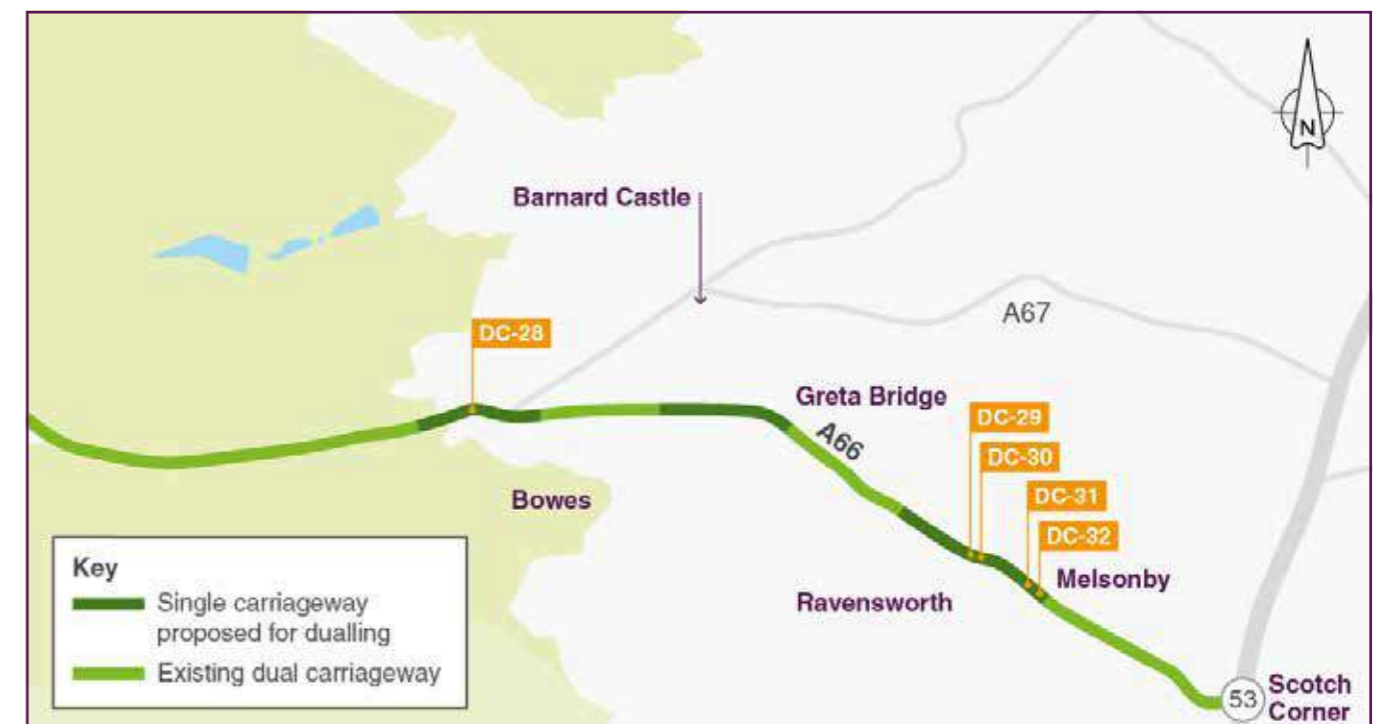 N
Barnard Castle
DC-28
A67
Greta Bridge
DC-29
A66
DC-30
Bowes
DC-31
DC-32
Melsonby
Ravensworth
Key
Single carriageway
proposed for dualling
Existing dual carriageway
53
Scotch
Corner